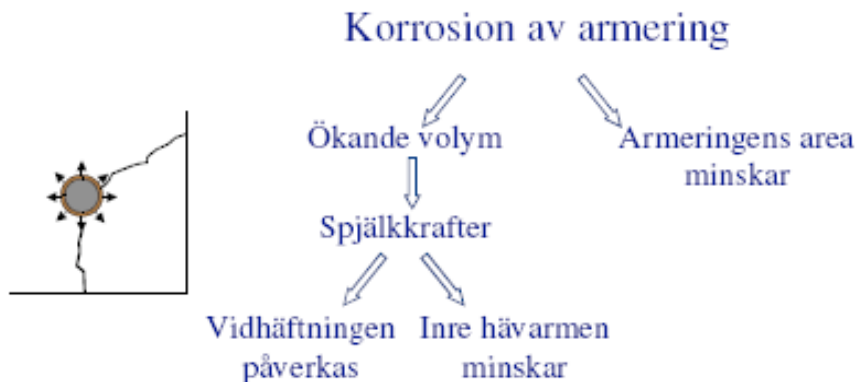 Korrosion av armering
Ökande volym
Armeringens area
minskar
Spjälkkrafter
Vidhäftningen
påverkas
Inre hävarmen
minskar